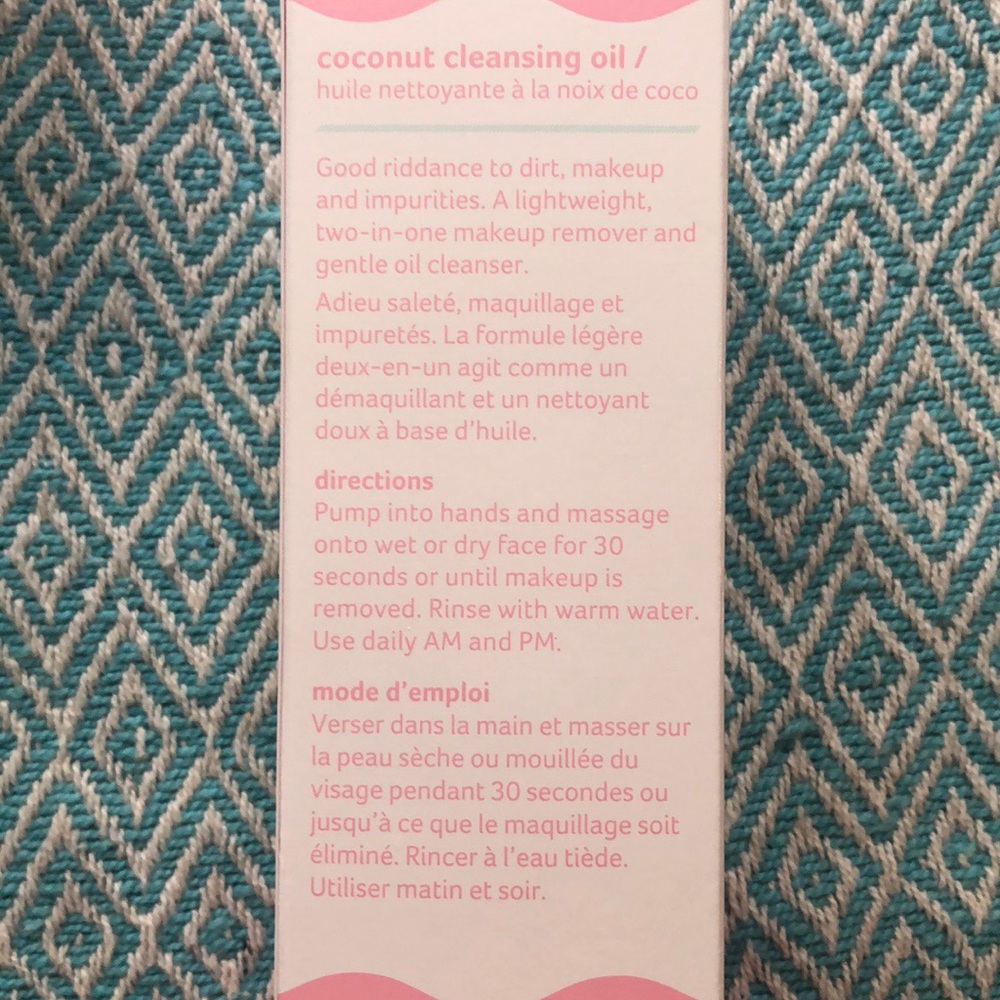 coconut cleansing oil /
huile nettoyante à la noix de coco
Good riddance to dirt, makeup
and impurities. A lightweight,
two-in-one makeup remover and
gentle oil cleanser.
Adieu saleté, maquillage et
impuretés. La formule légère
deux-en-un agit comme un
démaquillant et un nettoyant
doux à base d'huile.
directions
Pump into hands and massage
onto wet or dry face for 30
seconds or until makeup is
removed. Rinse with warm water.
Use daily AM and PM.
mode d'emploi
Verser dans la main et masser sur
la peau sèche ou mouillée du
visage pendant 30 secondes ou
jusqu'à ce que le maquillage soit
éliminé. Rincer à l'eau tiède.
Utiliser matin et soir.